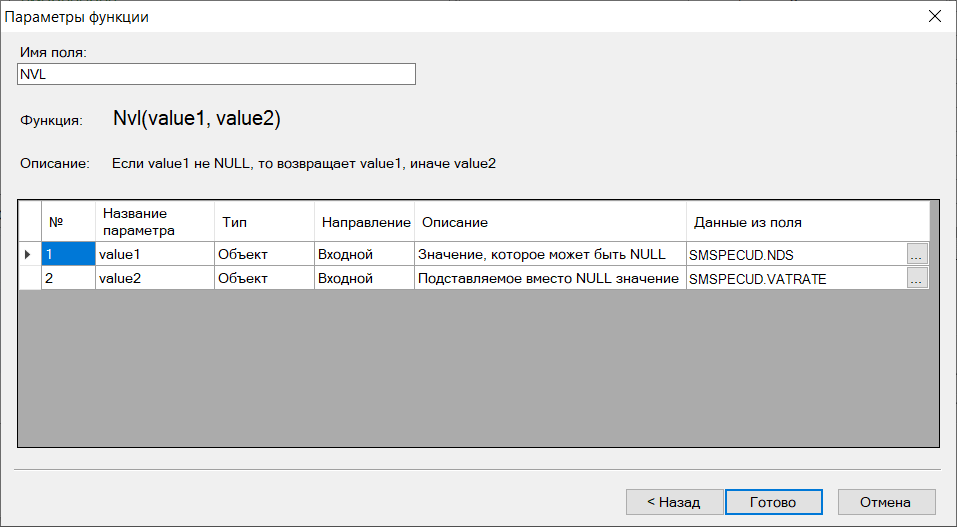 Параметры функции
Имя поля:
NVL
Функция: Nvl(value1, value2)
Описание: Если value1 не NULL, то возвращает value1, иначе value2
№ Название параметра Тип Направление Описание Данные из поля
1 value1 Объект Входной Значение, которое может быть NULL SMSPECUD.NDS ...
2 value2 Объект Входной Подставляемое вместо NULL значение SMSPECUD.VATRATE ...
< Назад Готово Отмена